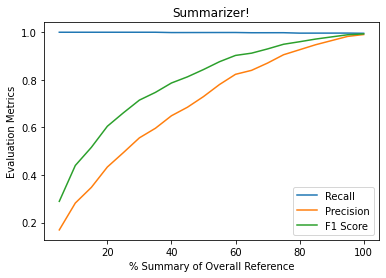 Summarizer!
Evaluation Metrics
1.0
0.8
0.6
0.4
0.2
20 40 60 80 100
% Summary of Overall Reference
Recall
Precision
F1 Score